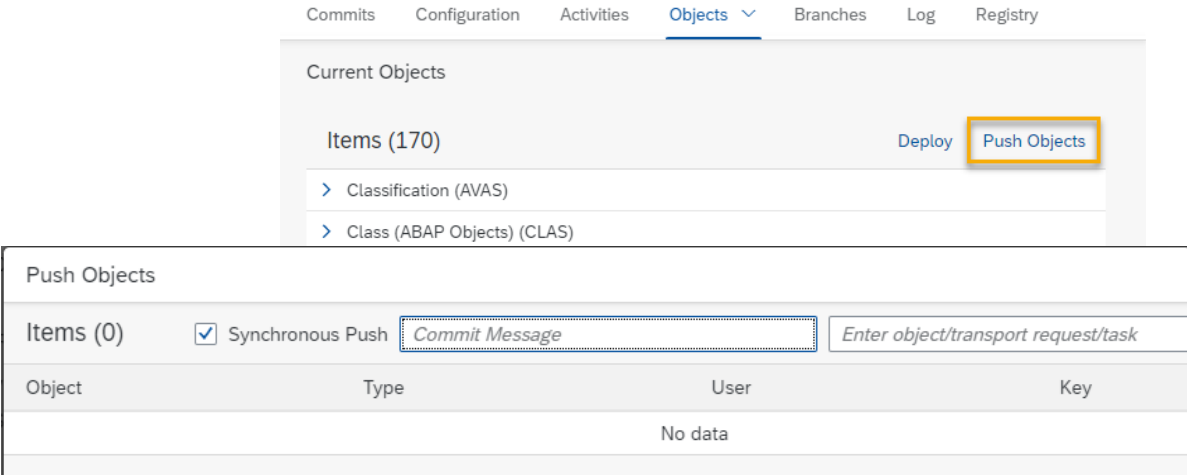 Commits Configuration Activities Objects Branches Log Registry
Current Objects
Items (170) Deploy Push Objects
Classification (AVAS)
Class (ABAP Objects) (CLAS)
Push Objects
Items (0) Synchronous Push Commit Message Enter object/transport request/task
Object Type User Key
No data